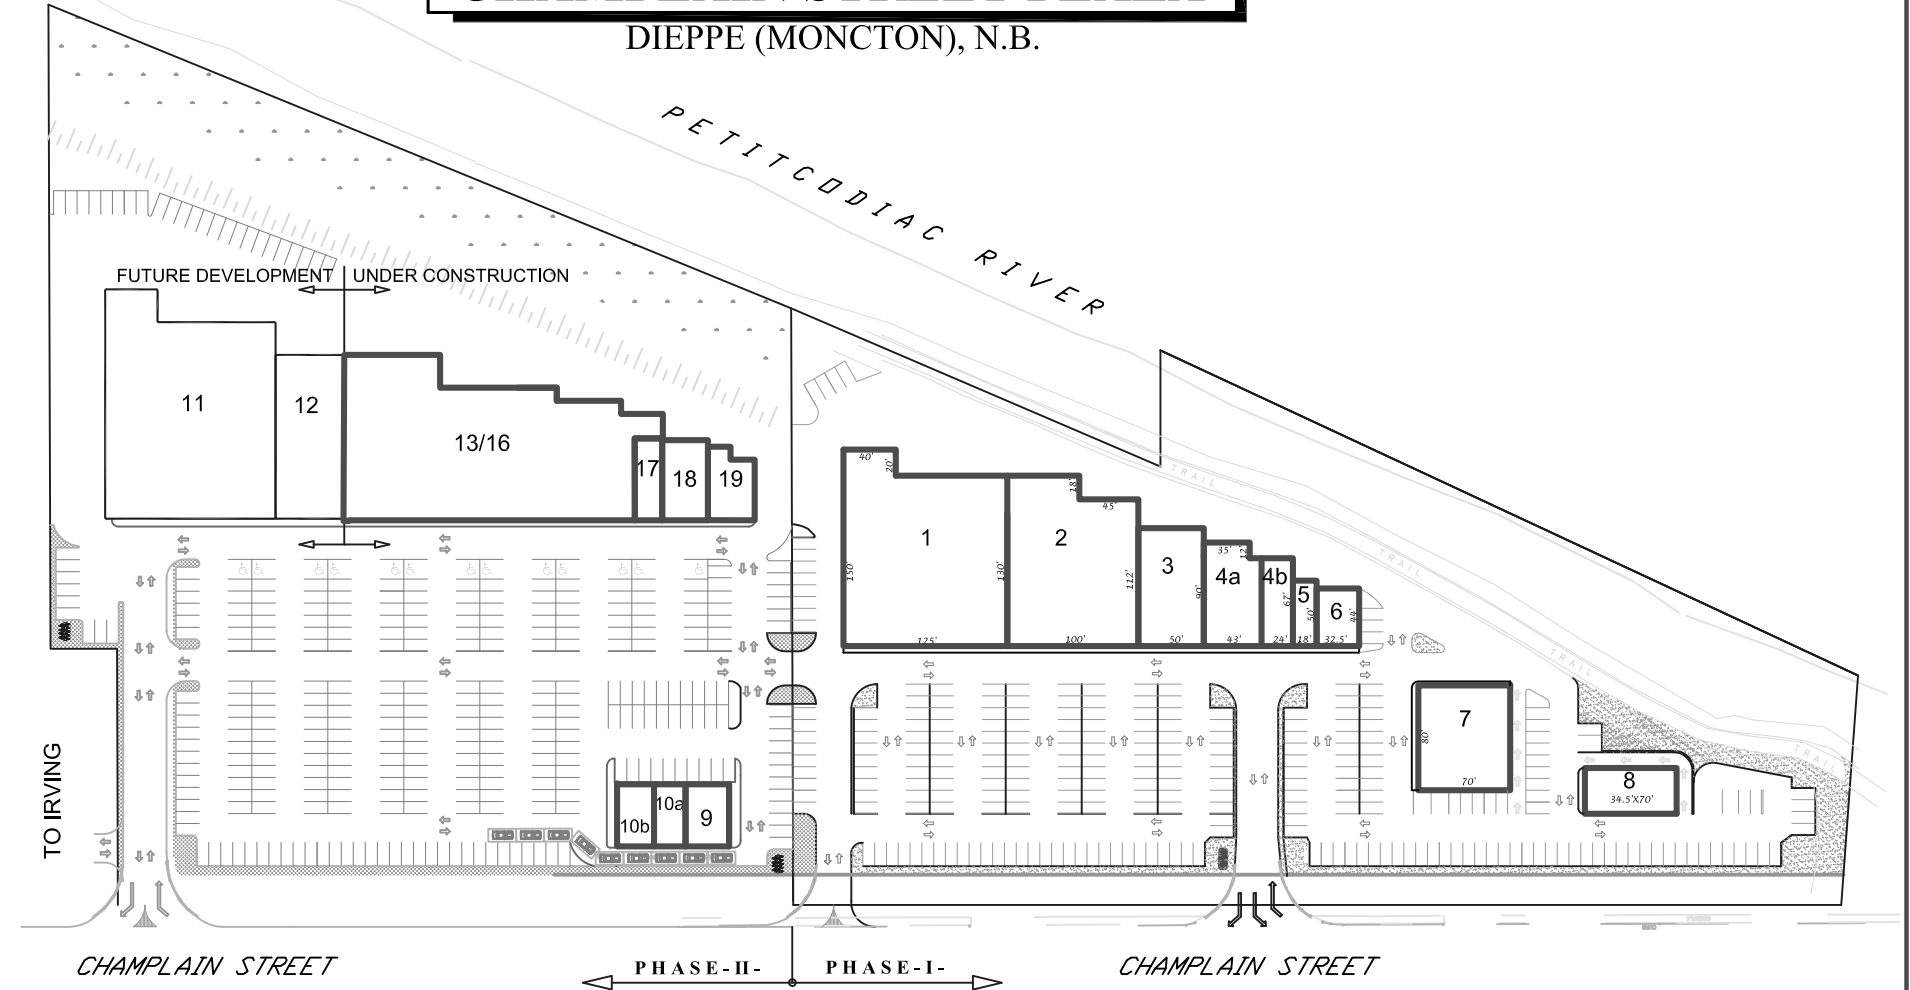 DIEPPE (MONCTON), N.B.
PETITCODIAC RIVER
FUTURE DEVELOPMENT
UNDER CONSTRUCTION
11
12
13/16
17
18
19
40'
20'
150'
1
125'
130'
18'
45'
2
100'
112'
3
50'
90'
35'
12'
4a
43'
4b
24'
67'
5
18'
50'
6
32.5'
44'
TRAIL
TRAIL
TRAIL
TRAIL
7
80'
70'
8
34.5'X70'
10b
10a
9
TO IRVING
CHAMPLAIN STREET
PHASE-II-
PHASE-I-
CHAMPLAIN STREET